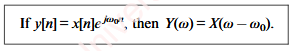 If y[n] = x[n]e^{jω₀n}, then Y(ω) = X(ω − ω₀).